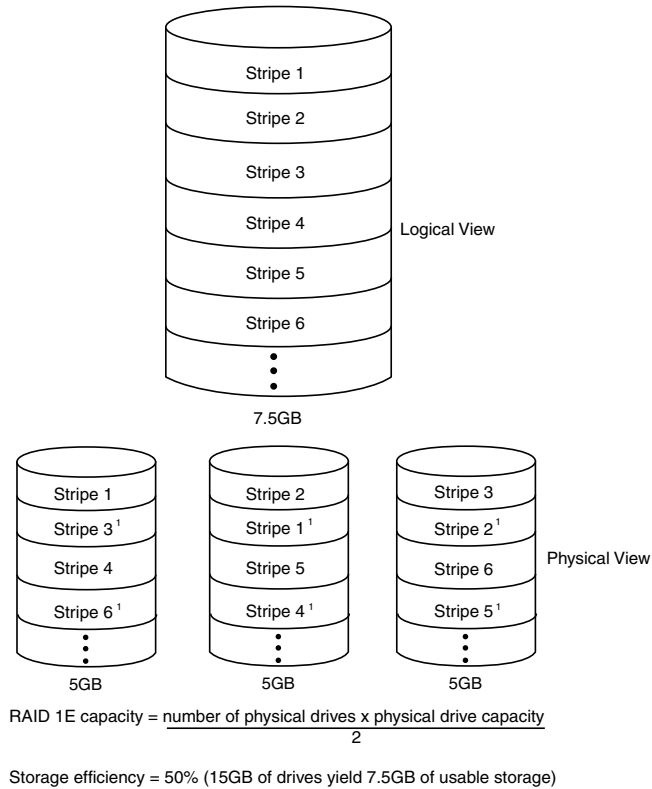 Stripe 1
Stripe 2
Stripe 3
Stripe 4
Stripe 5
Stripe 6
Logical View
7.5GB
Stripe 1
Stripe 3 ¹
Stripe 4
Stripe 6 ¹
5GB
Stripe 2
Stripe 1 ¹
Stripe 5
Stripe 4 ¹
5GB
Stripe 3
Stripe 2 ¹
Stripe 6
Stripe 5 ¹
5GB
Physical View
RAID 1E capacity = number of physical drives x physical drive capacity
2
Storage efficiency = 50% (15GB of drives yield 7.5GB of usable storage)